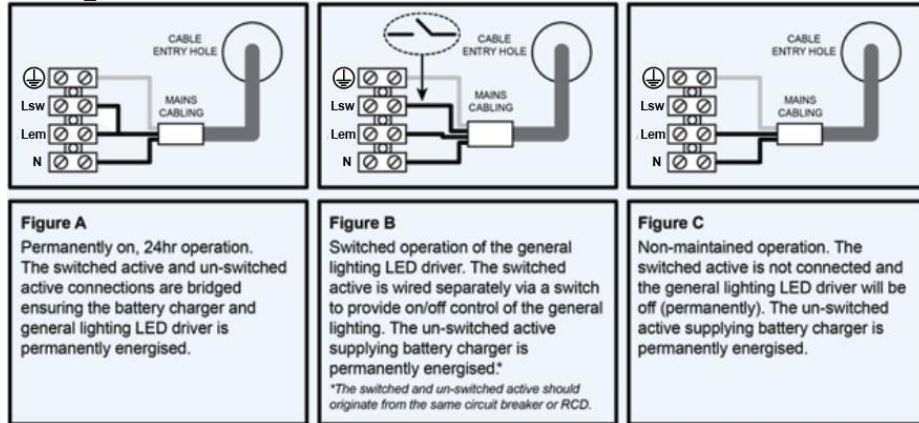 CABLE
ENTRY HOLE
Lsw
Lem
N
MAINS
CABLING
CABLE
ENTRY HOLE
Lsw
Lem
N
MAINS
CABLING
CABLE
ENTRY HOLE
Lsw
Lem
N
MAINS
CABLING
Figure A
Permanently on, 24hr operation.
The switched active and un-switched
active connections are bridged
ensuring the battery charger and
general lighting LED driver is
permanently energised.
Figure B
Switched operation of the general
lighting LED driver. The switched
active is wired separately via a switch
to provide on/off control of the general
lighting. The un-switched active
supplying battery charger is
permanently energised.*
*The switched and un-switched active should
originate from the same circuit breaker or RCD.
Figure C
Non-maintained operation. The
switched active is not connected and
the general lighting LED driver will be
off (permanently). The un-switched
active supplying battery charger is
permanently energised.